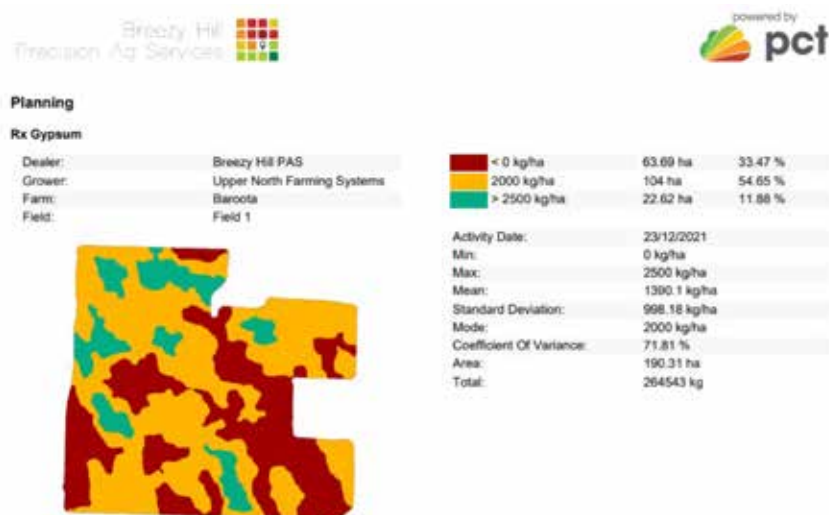 Breezy Hill
Precision Ag Services
powered by
pct
Planning
Rx Gypsum
Dealer: Breezy Hill PAS
Grower: Upper North Farming Systems
Farm: Baroota
Field: Field 1
< 0 kg/ha 63.69 ha 33.47 %
2000 kg/ha 104 ha 54.65 %
> 2500 kg/ha 22.62 ha 11.88 %
Activity Date: 23/12/2021
Min: 0 kg/ha
Max: 2500 kg/ha
Mean: 1390.1 kg/ha
Standard Deviation: 998.18 kg/ha
Mode: 2000 kg/ha
Coefficient Of Variance: 71.81 %
Area: 190.31 ha
Total: 264543 kg